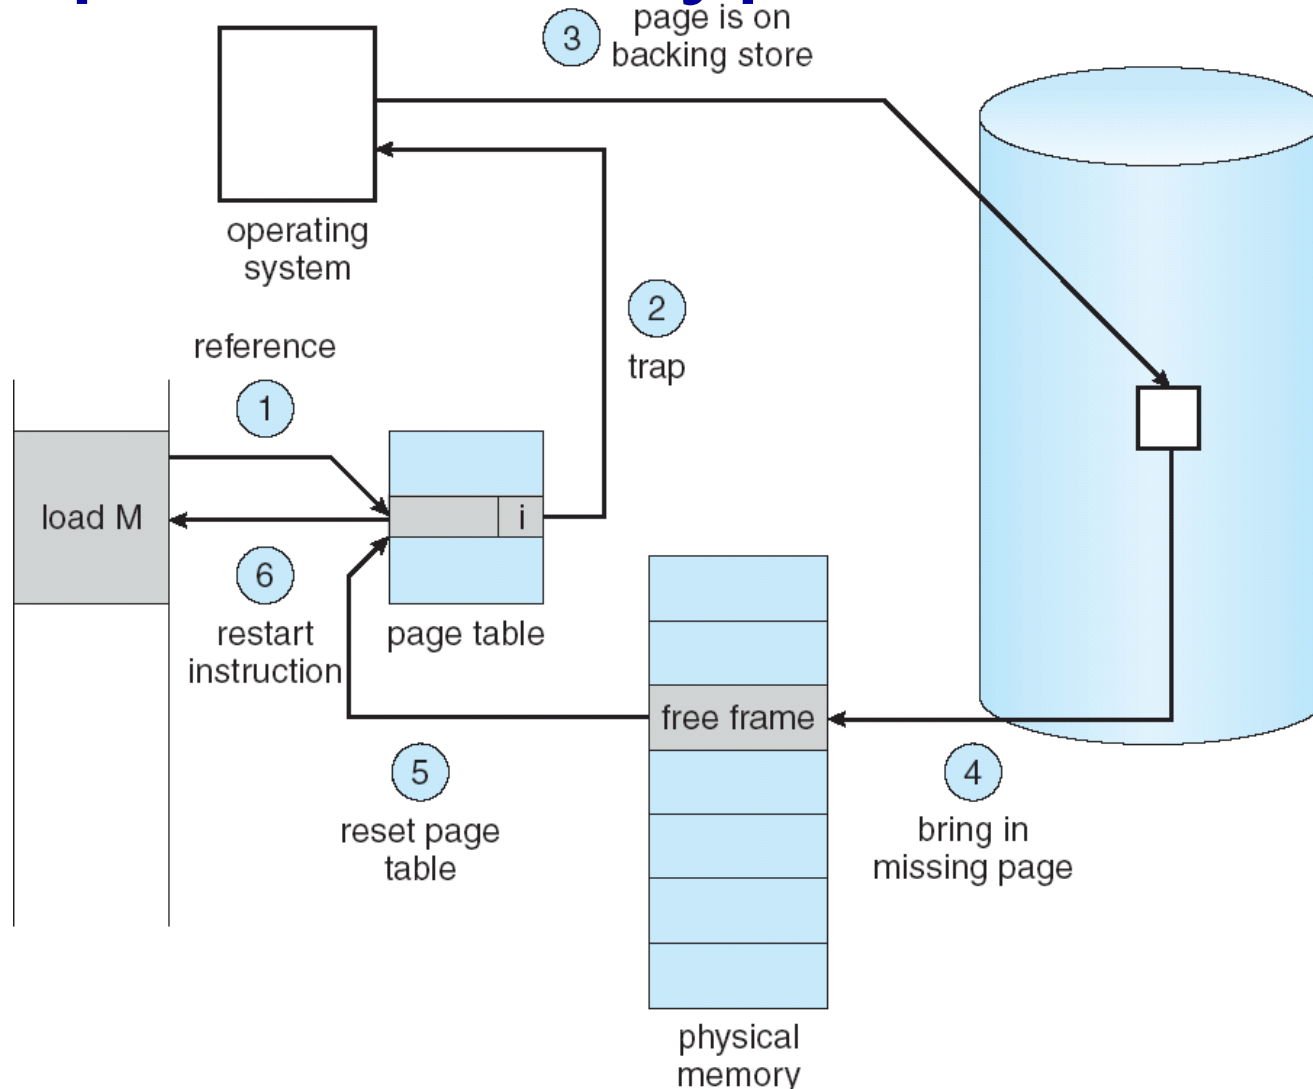 3
page is on
backing store
operating
system
2
trap
reference
1
load M
i
6
restart
instruction
page table
free frame
5
reset page
table
4
bring in
missing page
physical
memory